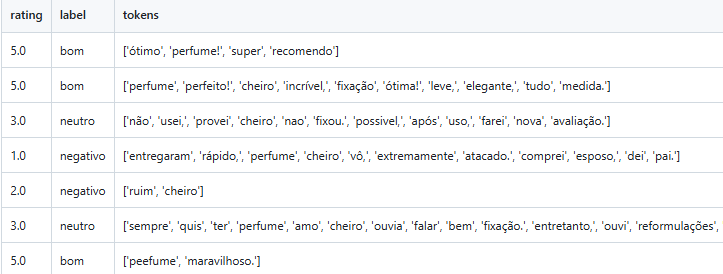 rating label tokens
5.0 bom ['ótimo', 'perfume!', 'super', 'recomendo']
5.0 bom ['perfume', 'perfeito!', 'cheiro', 'incrível,', 'fixação', 'ótima!', 'leve,', 'elegante,', 'tudo', 'medida.']
3.0 neutro ['não', 'usei,', 'provei', 'cheiro', 'nao', 'fixou.', 'possivel,', 'após', 'uso,', 'farei', 'nova', 'avaliação.']
1.0 negativo ['entregaram', 'rápido,', 'perfume', 'cheiro', 'vô,', 'extremamente', 'atacado.', 'comprei', 'esposo,', 'dei', 'pai.']
2.0 negativo ['ruim', 'cheiro']
3.0 neutro ['sempre', 'quis', 'ter', 'perfume', 'amo', 'cheiro', 'ouvia', 'falar', 'bem', 'fixação.', 'entretanto,', 'ouvi', 'reformulações',
5.0 bom ['peefume', 'maravilhoso.']